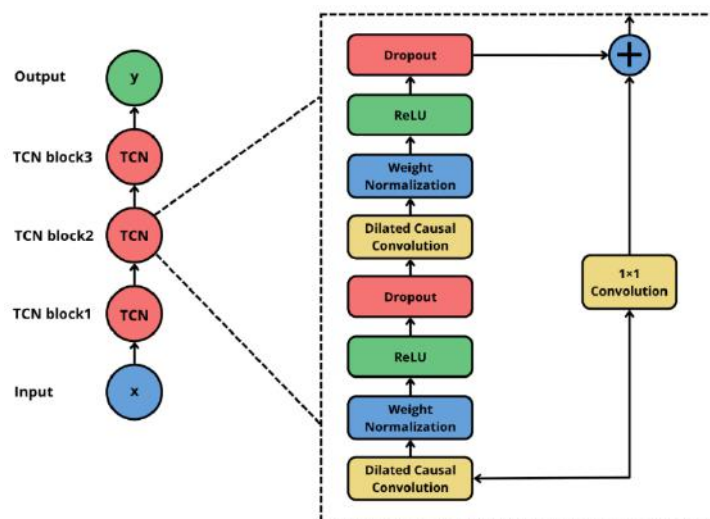 Output
y
TCN block3
TCN
TCN block2
TCN
TCN block1
TCN
Input
x
Dropout
+
ReLU
Weight
Normalization
Dilated Causal
Convolution
Dropout
ReLU
Weight
Normalization
Dilated Causal
Convolution
1×1
Convolution